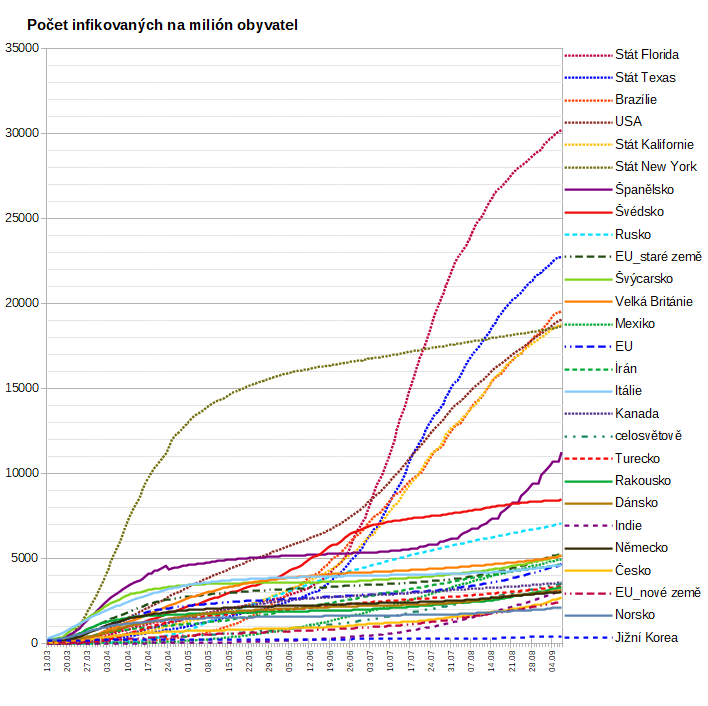 Počet infikovaných na milión obyvatel
35000
30000
25000
20000
15000
10000
5000
0
13.03
20.03
27.03
03.04
10.04
17.04
24.04
01.05
08.05
15.05
22.05
29.05
05.06
12.06
19.06
26.06
03.07
10.07
17.07
24.07
31.07
07.08
14.08
21.08
28.08
04.09
Stát Florida
Stát Texas
Brazílie
USA
Stát Kalifornie
Stát New York
Španělsko
Švédsko
Rusko
EU_staré země
Švýcarsko
Velká Británie
Mexiko
EU
Írán
Itálie
Kanada
celosvětově
Turecko
Rakousko
Dánsko
Indie
Německo
Česko
EU_nové země
Norsko
Jižní Korea